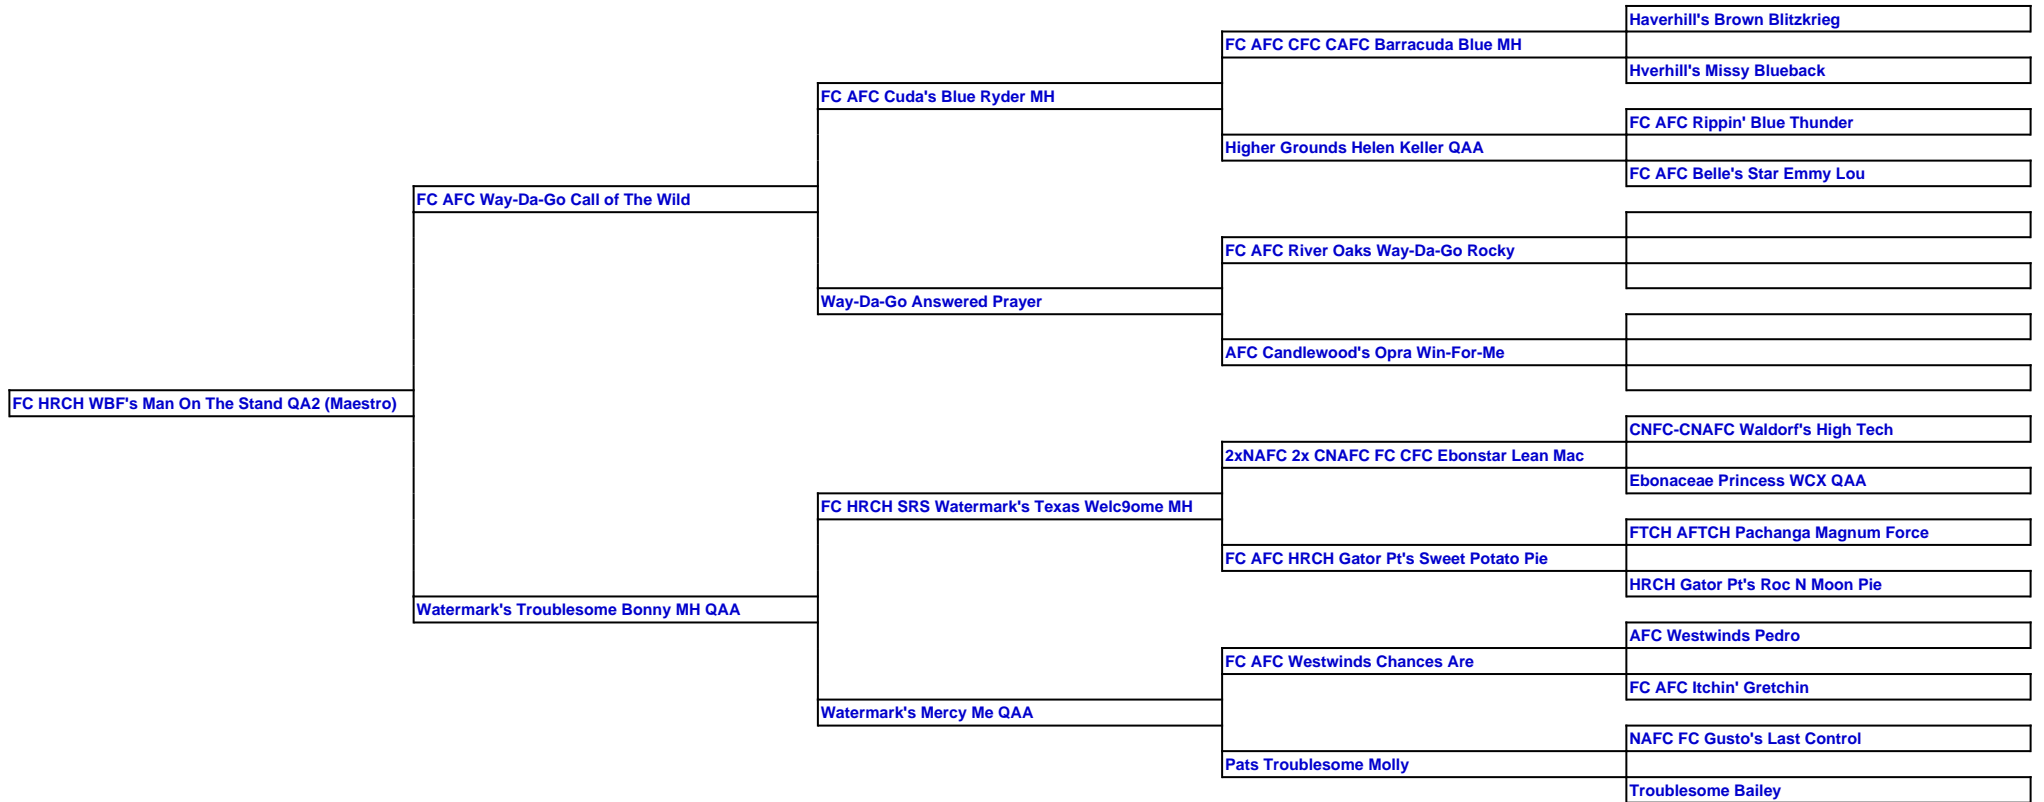 Haverhill's Brown Blitzkrieg
FC AFC CFC CAFC Barracuda Blue MH
Hverhill's Missy Blueback
FC AFC Cuda's Blue Ryder MH
FC AFC Rippin' Blue Thunder
Higher Grounds Helen Keller QAA
FC AFC Belle's Star Emmy Lou
FC AFC Way-Da-Go Call of The Wild
FC AFC River Oaks Way-Da-Go Rocky
Way-Da-Go Answered Prayer
AFC Candlewood's Opra Win-For-Me
FC HRCH WBF's Man On The Stand QA2 (Maestro)
CNFC-CNAFC Waldorf's High Tech
2xNAFC 2x CNAFC FC CFC Ebonstar Lean Mac
Ebonaceae Princess WCX QAA
FC HRCH SRS Watermark's Texas Welc9ome MH
FTCH AFTCH Pachanga Magnum Force
FC AFC HRCH Gator Pt's Sweet Potato Pie
HRCH Gator Pt's Roc N Moon Pie
Watermark's Troublesome Bonny MH QAA
AFC Westwinds Pedro
FC AFC Westwinds Chances Are
FC AFC Itchin' Gretchin
Watermark's Mercy Me QAA
NAFC FC Gusto's Last Control
Pats Troublesome Molly
Troublesome Bailey